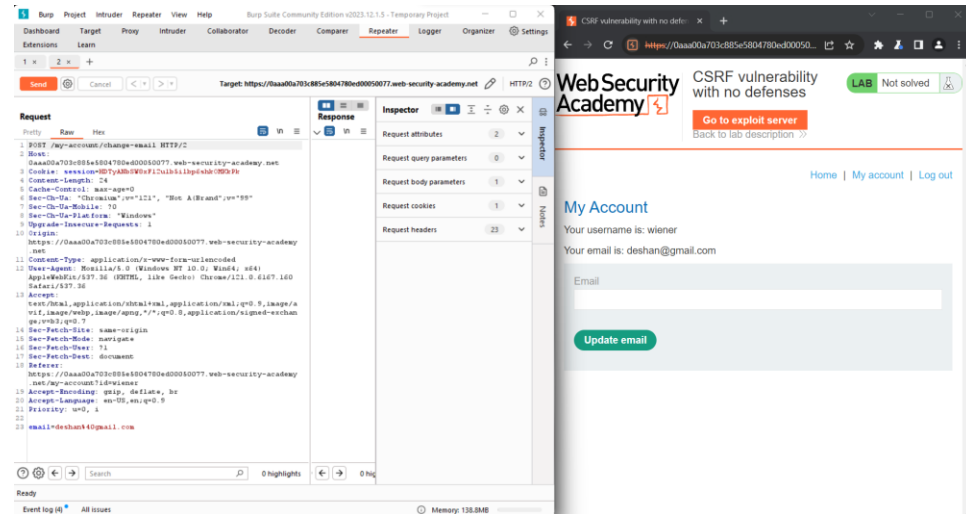 Burp Project Intruder Repeater View Help Burp Suite Community Edition v2023.12.1.5 - Temporary Project
Dashboard Target Proxy Intruder Collaborator Decoder Comparer Repeater Logger Organizer Settings
Extensions Learn
1 × 2 × +
Send Cancel Target: https://0aaa00a703c885e5804780ed00050077.web-security-academy.net HTTP/2
Request
Pretty Raw Hex
1 POST /my-account/change-email HTTP/2
2 Host:
0aaa00a703c885e5804780ed00050077.web-security-academy.net
3 Cookie:
4 Content-Length: 24
5 Cache-Control: max-age=0
6 Sec-Ch-Ua: "Chromium";v="121", "Not A(Brand";v="99"
7 Sec-Ch-Ua-Mobile: ?0
8 Sec-Ch-Ua-Platform: "Windows"
9 Upgrade-Insecure-Requests: 1
10 Origin:
https://0aaa00a703c885e5804780ed00050077.web-security-academy
.net
11 Content-Type: application/x-www-form-urlencoded
12 User-Agent: Mozilla/5.0 (Windows NT 10.0; Win64; x64)
AppleWebKit/537.36 (KHTML, like Gecko) Chrome/121.0.6167.160
Safari/537.36
13 Accept:
text/html,application/xhtml+xml,application/xml;q=0.9,image/a
vif,image/webp,image/apng,*/*;q=0.8,application/signed-exchan
ge;v=b3;q=0.7
14 Sec-Fetch-Site: same-origin
15 Sec-Fetch-Mode: navigate
16 Sec-Fetch-User: ?1
17 Sec-Fetch-Dest: document
18 Referer:
https://0aaa00a703c885e5804780ed00050077.web-security-academy
.net/my-account?id=wiener
19 Accept-Encoding: gzip, deflate, br
20 Accept-Language: en-US,en;q=0.9
21 Priority: u=0, i
22
23 email=deshan%40gmail.com
Search 0 highlights
Response
0 hig
Inspector
Request attributes 2
Request query parameters 0
Request body parameters 1
Request cookies 1
Request headers 23
Inspector
Notes
Ready
Event log (4) All issues Memory: 138.8MB
CSRF vulnerability with no defen × +
https://0aaa00a703c885e5804780ed00050...
Web Security
Academy
CSRF vulnerability
with no defenses
Go to exploit server
Back to lab description
LAB Not solved
Home | My account | Log out
My Account
Your username is: wiener
Your email is: deshan@gmail.com
Email
Update email